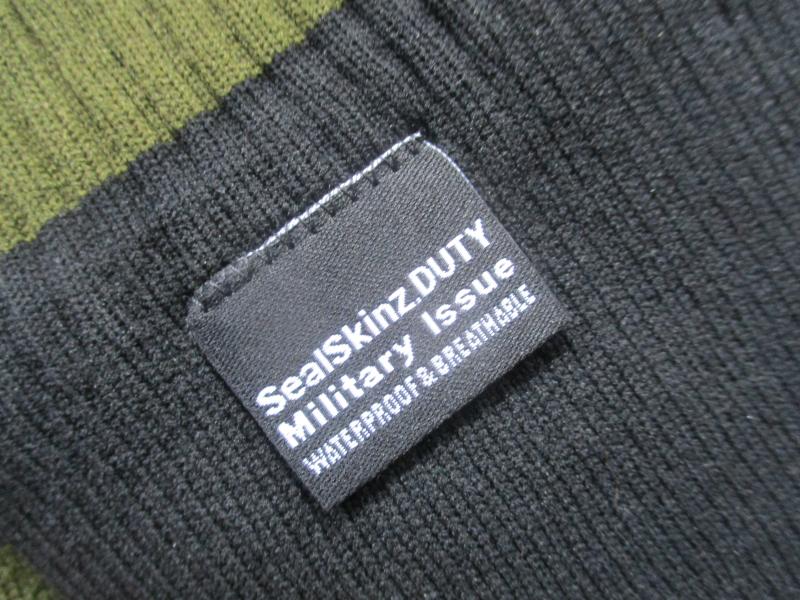 SealSkinz.DUTY
Military Issue
WATERPROOF & BREATHABLE